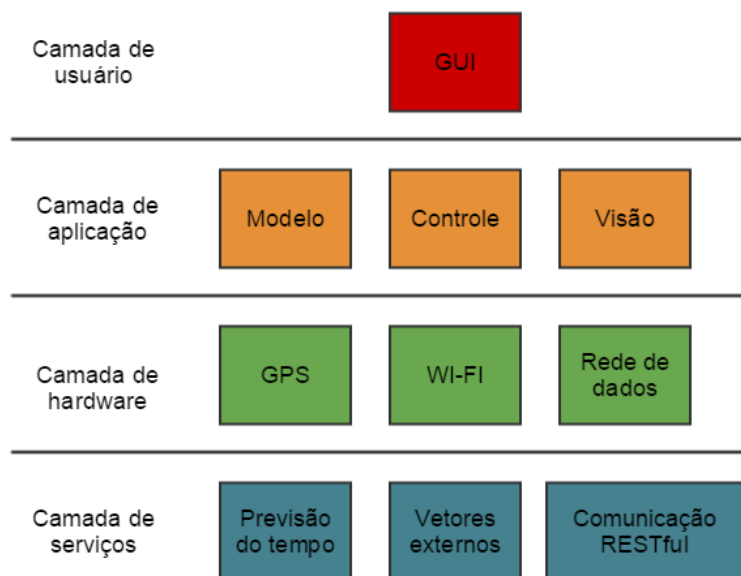 Camada de
usuário
GUI
Camada de
aplicação
Modelo
Controle
Visão
Camada de
hardware
GPS
WI-FI
Rede de
dados
Camada de
serviços
Previsão
do tempo
Vetores
externos
Comunicação
RESTful